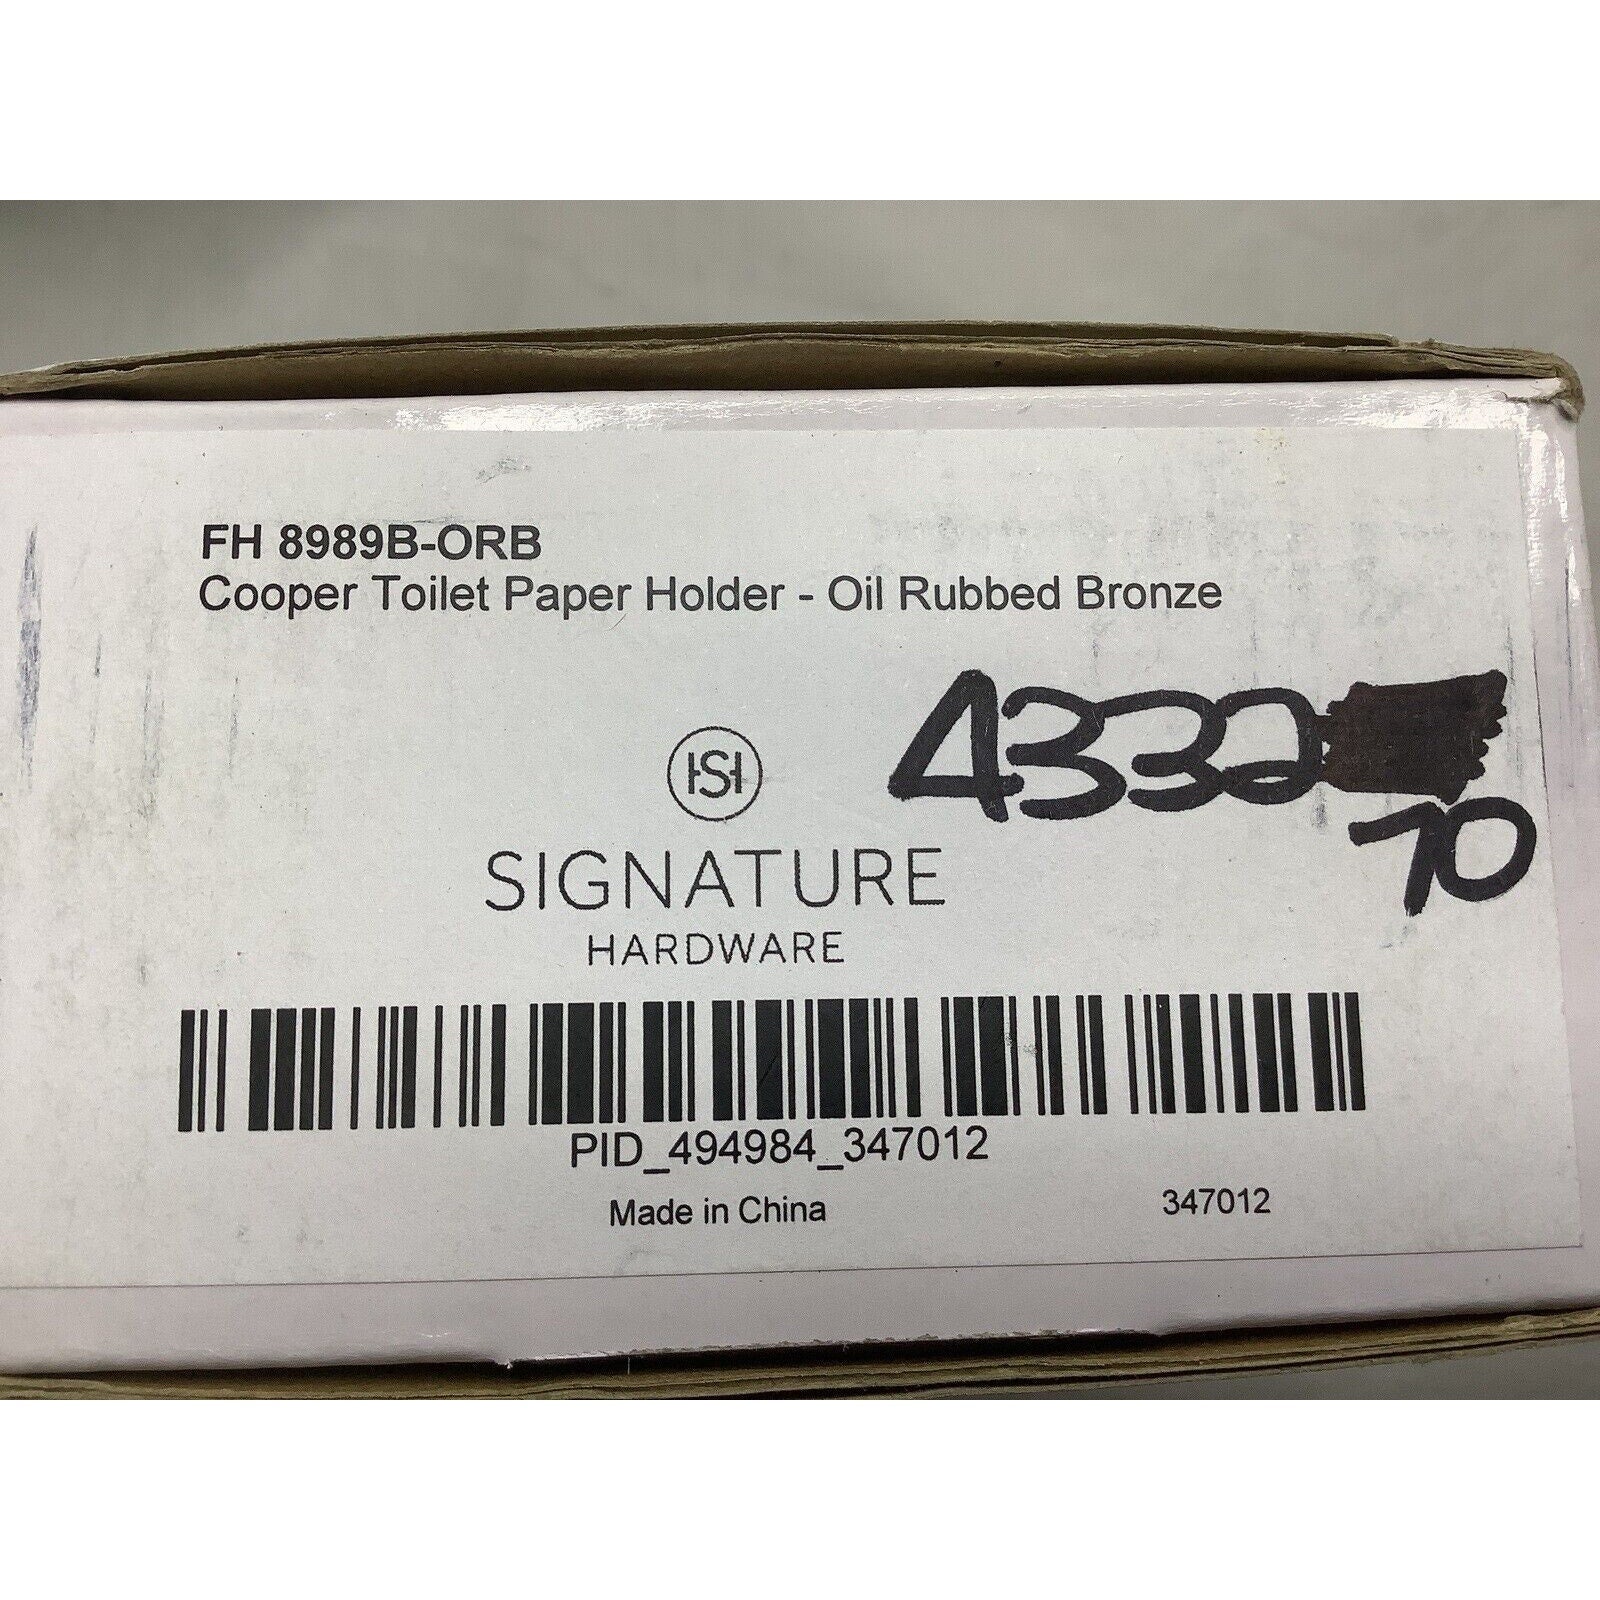 FH 8989B-ORB
Cooper Toilet Paper Holder - Oil Rubbed Bronze
4332
70
HS
SIGNATURE
HARDWARE
PID_494984_347012
Made in China 347012